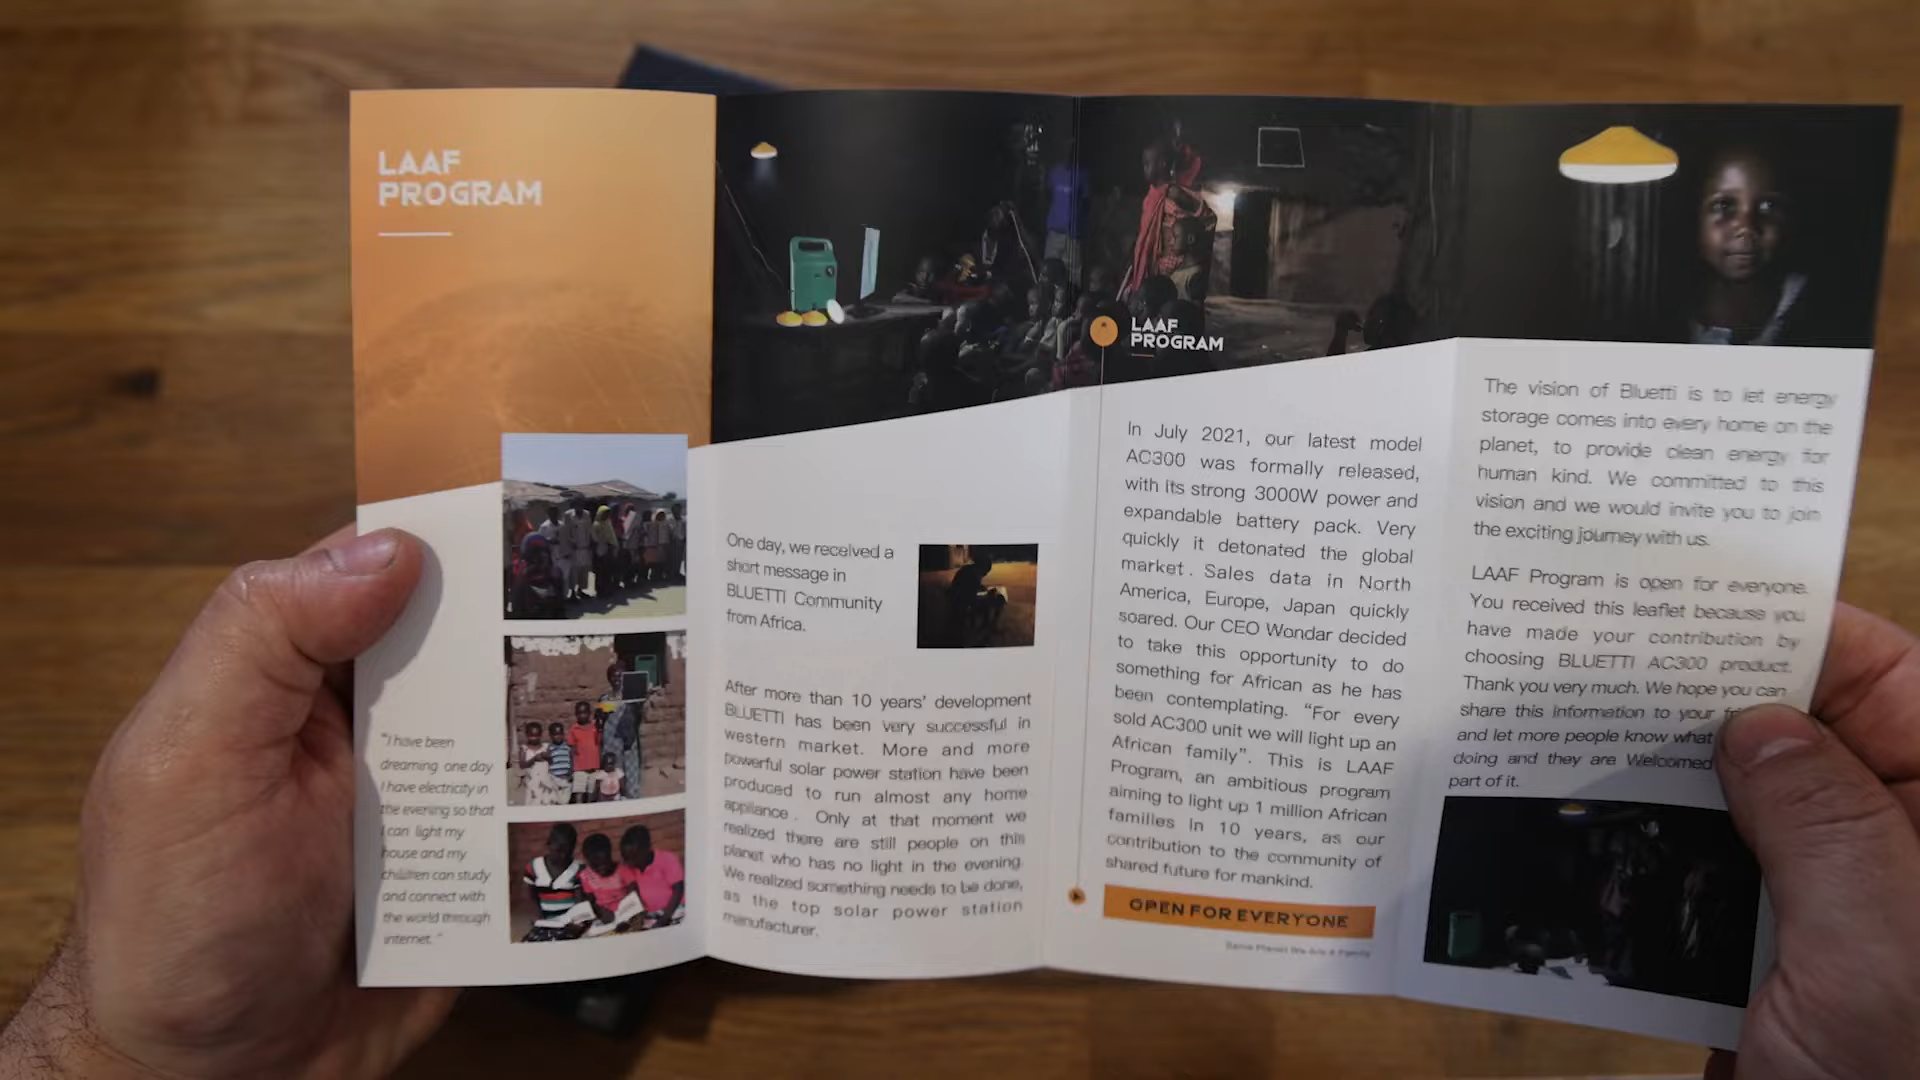 LAAF
PROGRAM
"I have been
dreaming one day
I have electricity in
the evening so that
I can light my
house and my
children can study
and connect with
the world through
internet. "
One day, we received a
short message in
BLUETTI Community
from Africa.
After more than 10 years' development
BLUETTI has been very successful in
western market. More and more
powerful solar power station have been
produced to run almost any home
appliance . Only at that moment we
realized there are still people on this
planet who has no light in the evening.
We realized something needs to be done,
as the top solar power station
manufacturer.
LAAF
PROGRAM
In July 2021, our latest model
AC300 was formally released,
with its strong 3000W power and
expandable battery pack. Very
quickly it detonated the global
market . Sales data in North
America, Europe, Japan quickly
soared. Our CEO Wondar decided
to take this opportunity to do
something for African as he has
been contemplating. "For every
sold AC300 unit we will light up an
African family". This is LAAF
Program, an ambitious program
aiming to light up 1 million African
families in 10 years, as our
contribution to the community of
shared future for mankind.
OPEN FOR EVERYONE
Same Planet We Are A Family
The vision of Bluetti is to let energy
storage comes into every home on the
planet, to provide clean energy for
human kind. We committed to this
vision and we would invite you to join
the exciting journey with us.
LAAF Program is open for everyone.
You received this leaflet because you
have made your contribution by
choosing BLUETTI AC300 product.
Thank you very much. We hope you can
share this information to your
and let more people know what
doing and they are Welcomed
part of it.